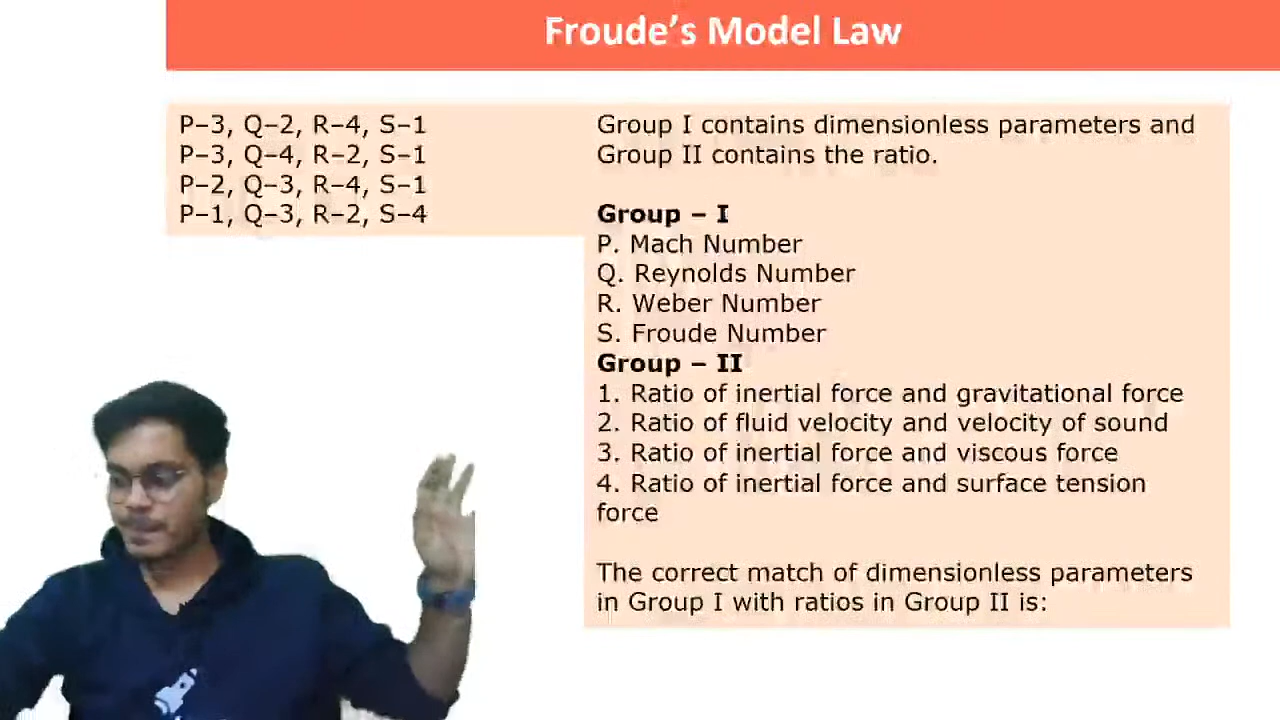 Froude's Model Law
P–3, Q–2, R–4, S–1
P–3, Q–4, R–2, S–1
P–2, Q–3, R–4, S–1
P–1, Q–3, R–2, S–4
Group I contains dimensionless parameters and
Group II contains the ratio.
Group – I
P. Mach Number
Q. Reynolds Number
R. Weber Number
S. Froude Number
Group – II
1. Ratio of inertial force and gravitational force
2. Ratio of fluid velocity and velocity of sound
3. Ratio of inertial force and viscous force
4. Ratio of inertial force and surface tension
force
The correct match of dimensionless parameters
in Group I with ratios in Group II is: